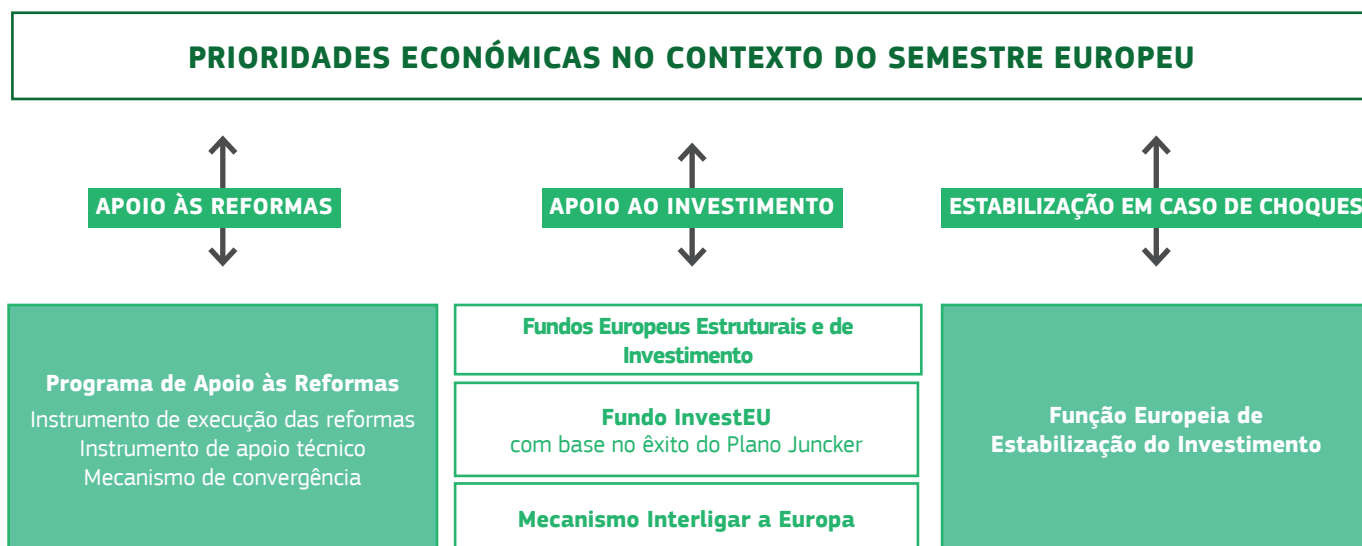 PRIORIDADES ECONÓMICAS NO CONTEXTO DO SEMESTRE EUROPEU
APOIO ÀS REFORMAS
APOIO AO INVESTIMENTO
ESTABILIZAÇÃO EM CASO DE CHOQUES
Programa de Apoio às Reformas
Instrumento de execução das reformas
Instrumento de apoio técnico
Mecanismo de convergência
Fundos Europeus Estruturais e de
Investimento
Fundo InvestEU
com base no êxito do Plano Juncker
Mecanismo Interligar a Europa
Função Europeia de
Estabilização do Investimento